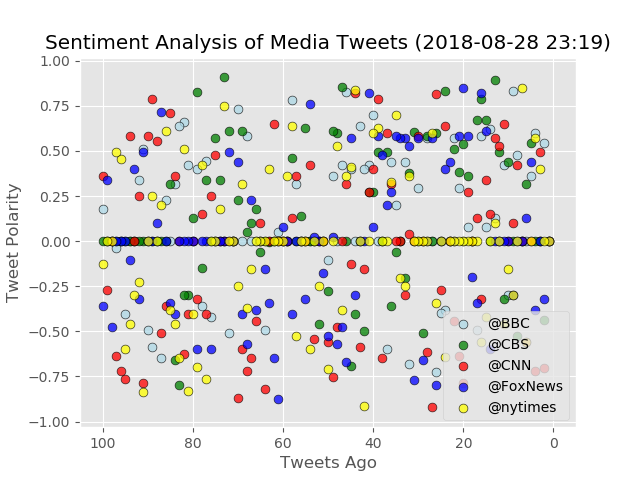 Sentiment Analysis of Media Tweets (2018-08-28 23:19)
Tweet Polarity
1.00
0.75
0.50
0.25
0.00
−0.25
−0.50
−0.75
−1.00
@BBC
@CBS
@CNN
@FoxNews
@nytimes
100 80 60 40 20 0
Tweets Ago